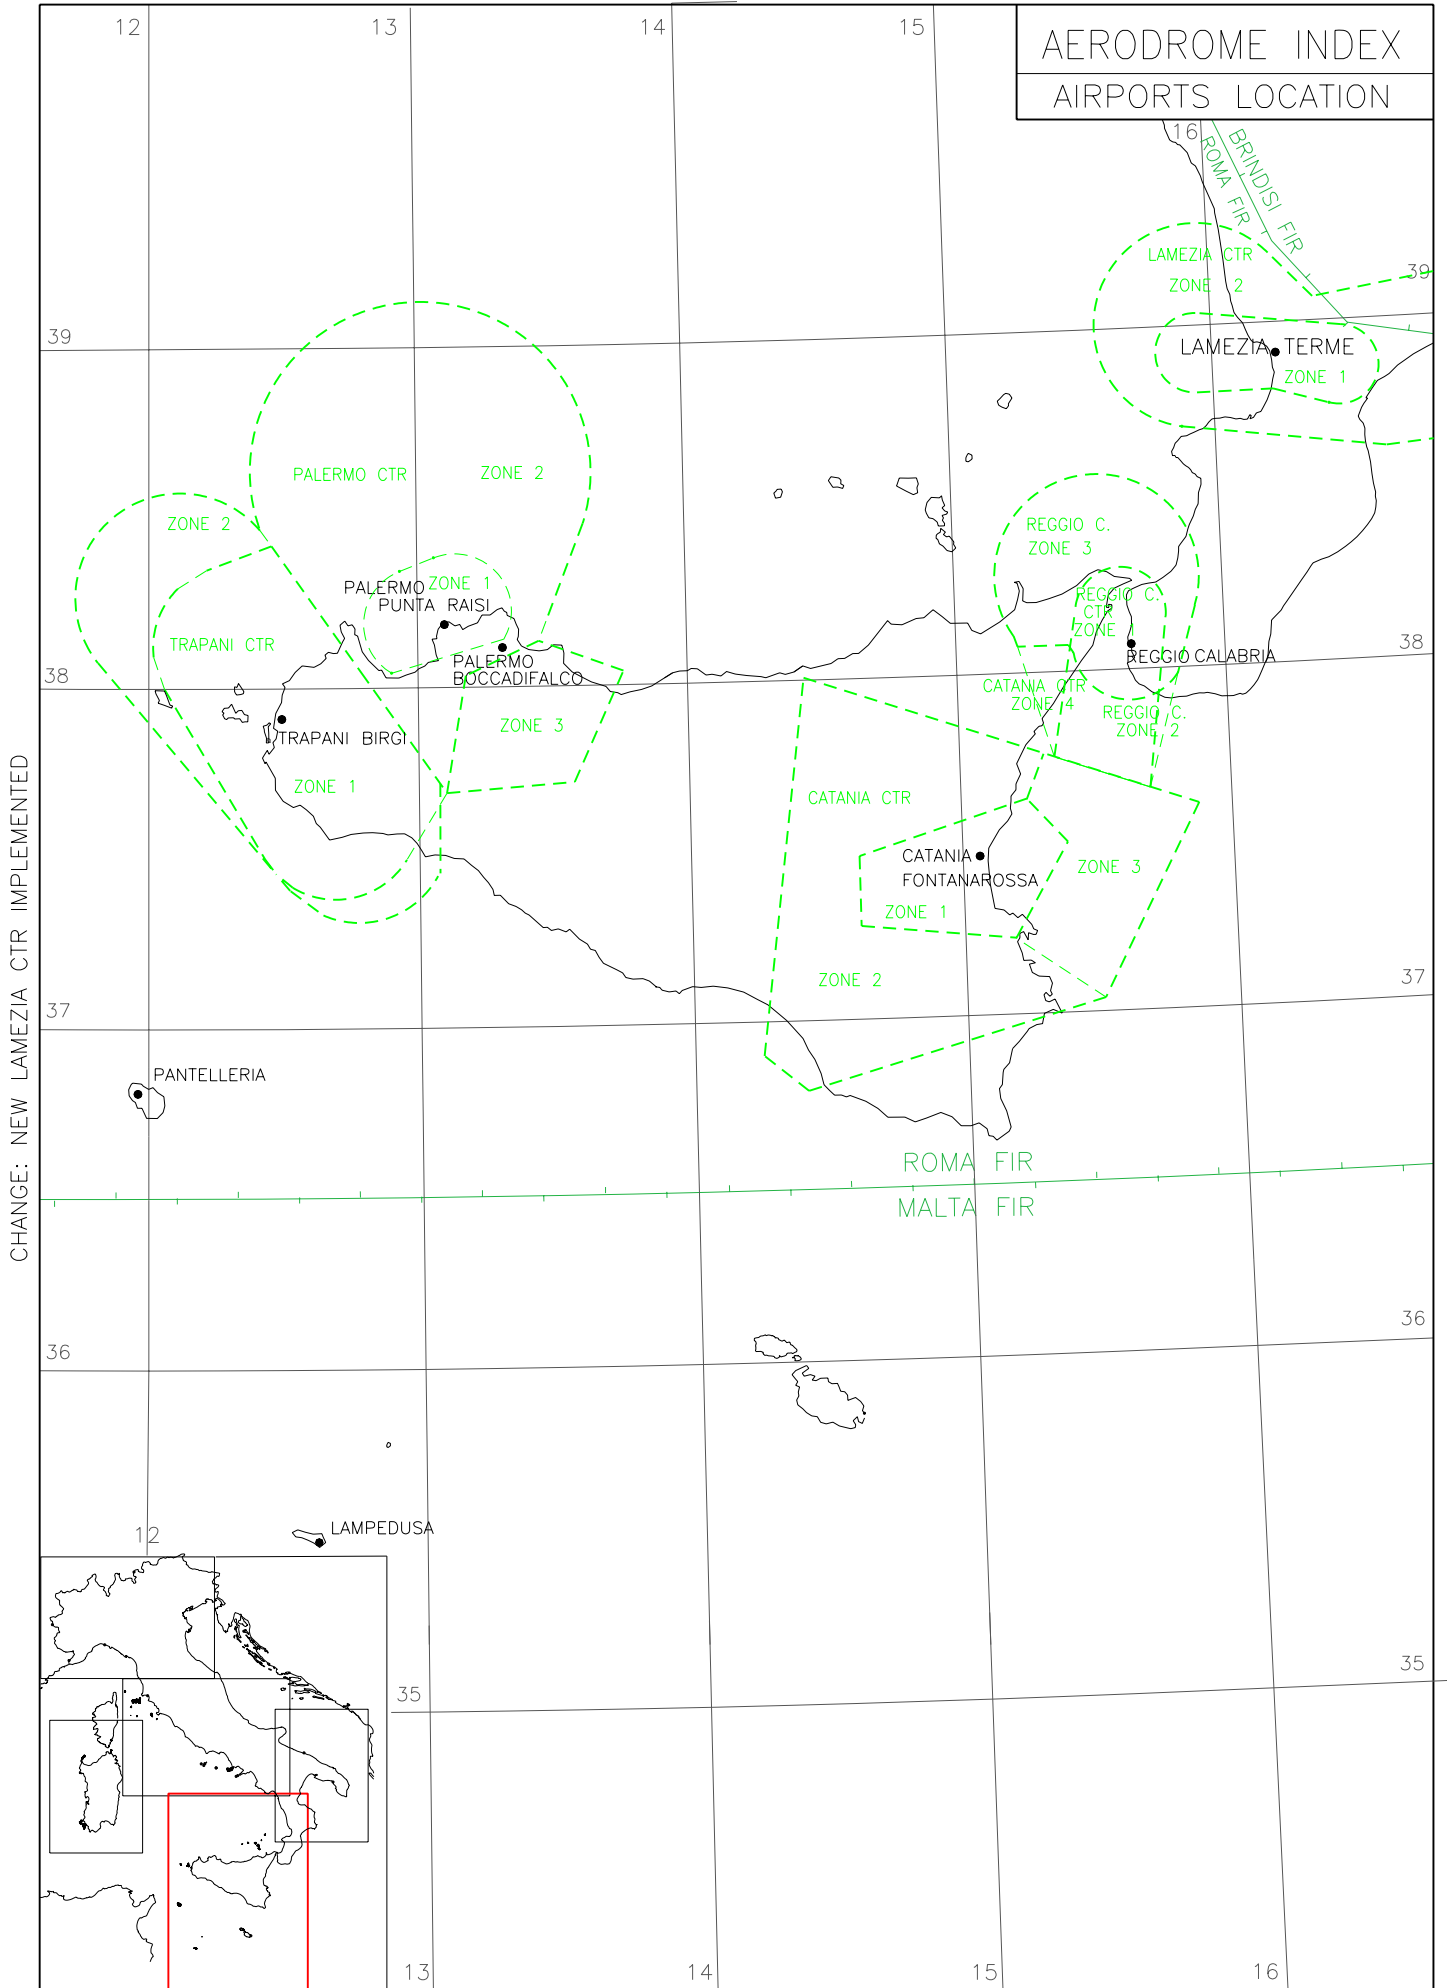 12
13
14
15
AERODROME INDEX
AIRPORTS LOCATION
16
BRINDISI FIR
ROMA FIR
LAMEZIA CTR
ZONE 2
39
39
LAMEZIA TERME
ZONE 1
PALERMO CTR
ZONE 2
ZONE 2
REGGIO C.
ZONE 3
ZONE 1
PALERMO
PUNTA RAISI
REGGIO C.
CTR
ZONE 1
TRAPANI CTR
38
PALERMO
BOCCADIFALCO
REGGIO CALABRIA
38
CATANIA CTR
ZONE 4
REGGIO C.
ZONE 2
ZONE 3
TRAPANI BIRGI
ZONE 1
CATANIA CTR
CATANIA
FONTANAROSSA
ZONE 3
ZONE 1
ZONE 2
37
37
PANTELLERIA
CHANGE: NEW LAMEZIA CTR IMPLEMENTED
ROMA FIR
MALTA FIR
36
36
LAMPEDUSA
12
35
35
13
14
15
16